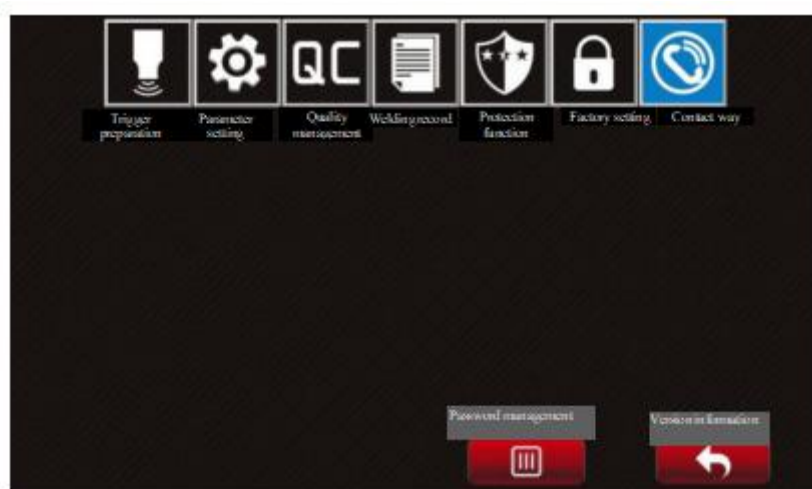 QC
Trigger
preparation
Parameter
setting
Quality
management
Welding record
Protection
function
Factory setting
Contact way
Password management
Version information